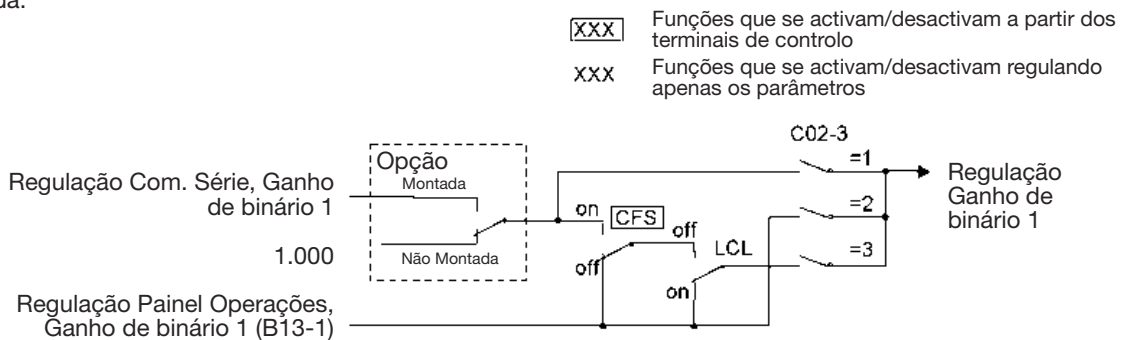 da.
XXX Funções que se activam/desactivam a partir dos
terminais de controlo
XXX Funções que se activam/desactivam regulando
apenas os parâmetros
C02-3
Opção
Montada
=1
Regulação Com. Série, Ganho
de binário 1
Regulação
Ganho de
binário 1
on CFS
=2
off
LCL
1.000
Não Montada
off
=3
on
Regulação Painel Operações,
Ganho de binário 1 (B13-1)